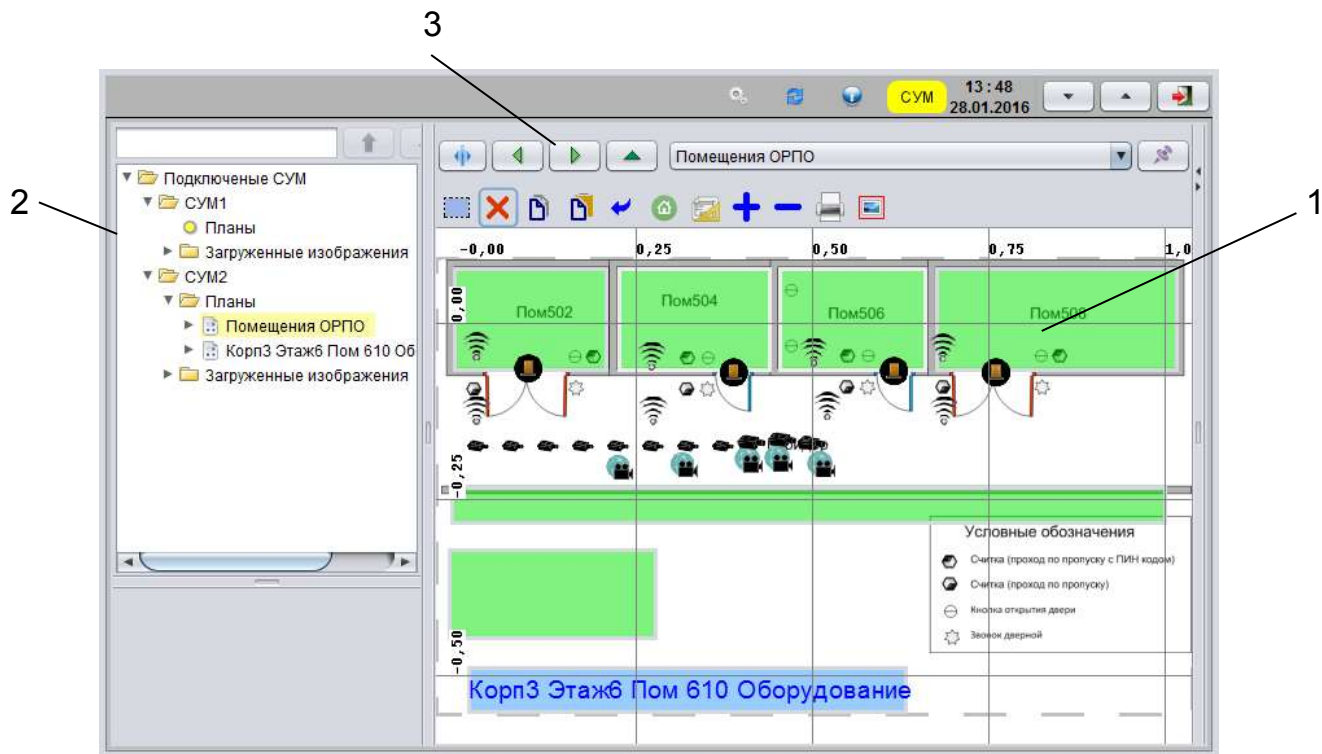 3
СУМ
13:48
28.01.2016
Помещения ОРПО
2
1
Подключеные СУМ
СУМ1
Планы
Загруженные изображения
СУМ2
Планы
Помещения ОРПО
Корп3 Этаж6 Пом 610 Об
Загруженные изображения
-0,00 0,25 0,50 0,75 1,0
0,00
Пом502 Пом504 Пом506 Пом508
-0,25
Условные обозначения
Считка (проход по пропуску с ПИН кодом)
Считка (проход по пропуску)
Кнопка открытия двери
Звонок дверной
-0,50
Корп3 Этаж6 Пом 610 Оборудование